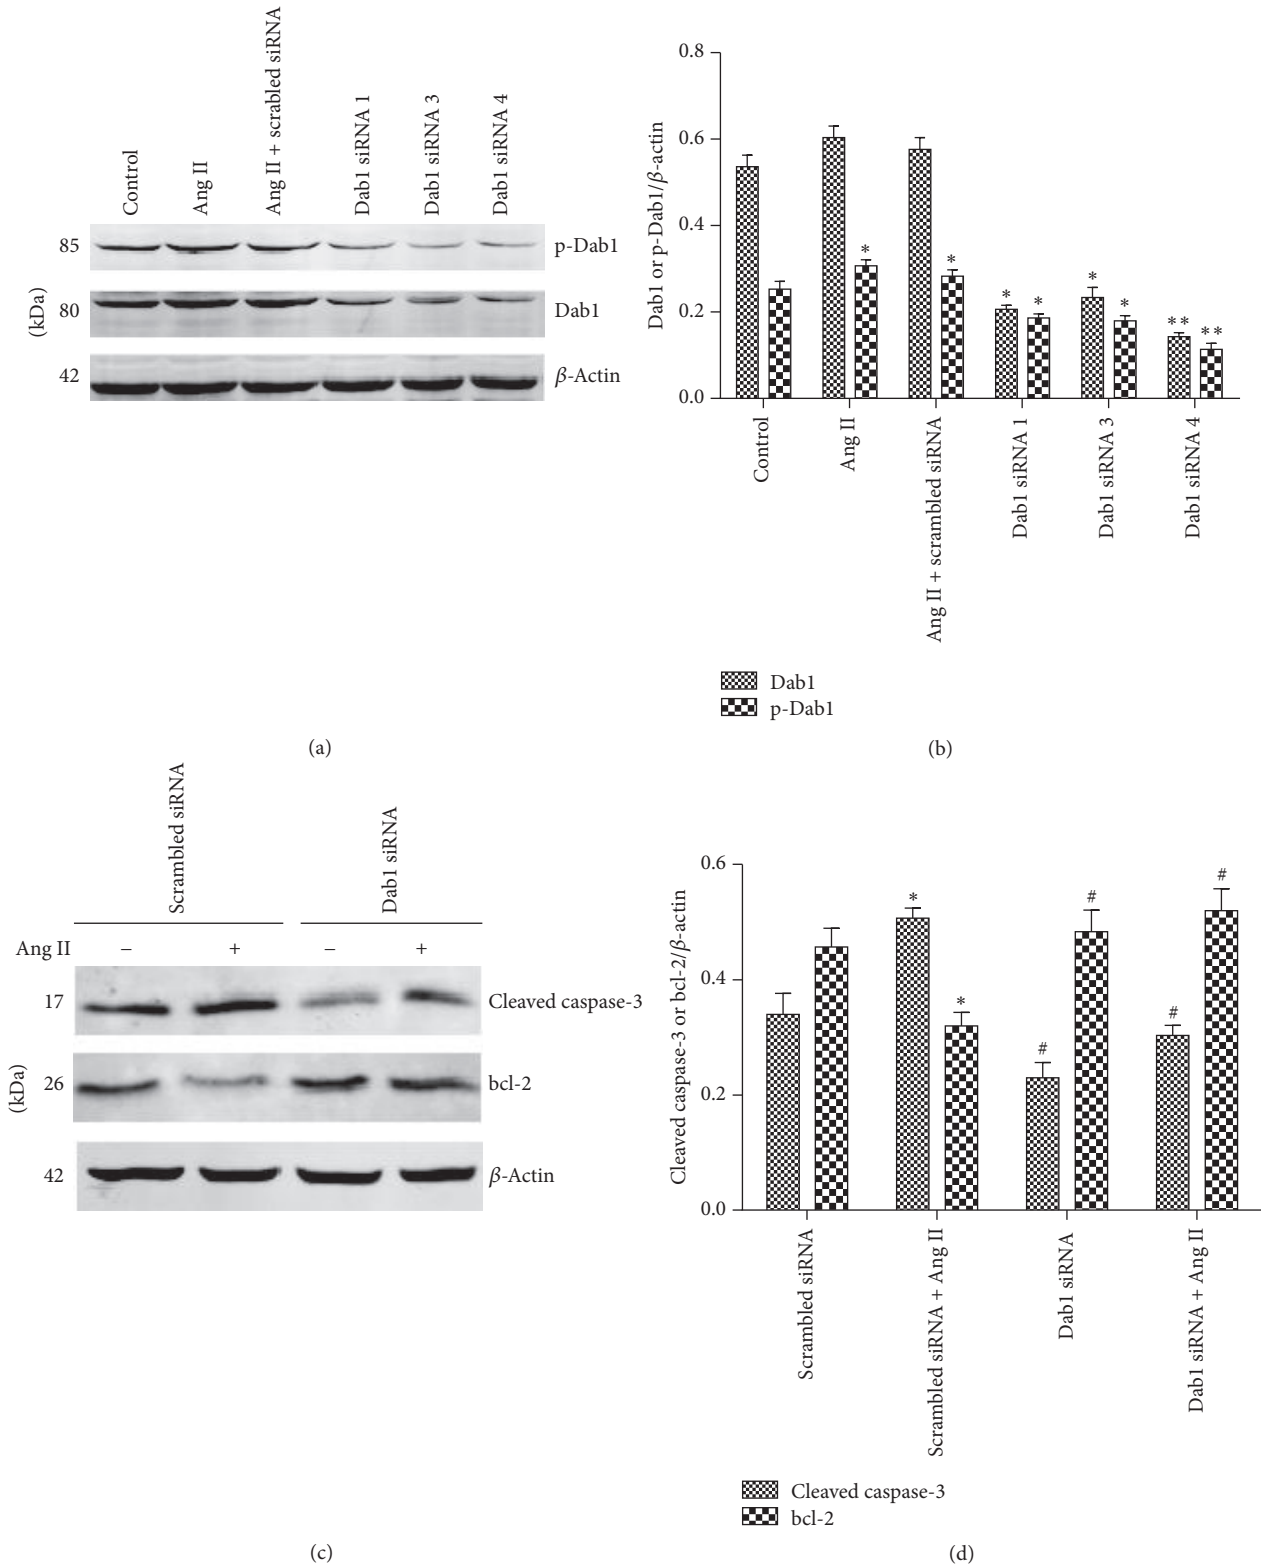 Control
Ang II
Ang II + scrabled siRNA
Dab1 siRNA 1
Dab1 siRNA 3
Dab1 siRNA 4
(kDa)
85
p-Dab1
80
Dab1
42
β-Actin
(a)
Dab1 or p-Dab1/β-actin
0.8
0.6
0.4
0.2
0.0
*
*
*
*
*
*
**
**
Control
Ang II
Ang II + scrambled siRNA
Dab1 siRNA 1
Dab1 siRNA 3
Dab1 siRNA 4
Dab1
p-Dab1
(b)
Scrambled siRNA
Dab1 siRNA
Ang II − + − +
(kDa)
17
Cleaved caspase-3
26
bcl-2
42
β-Actin
(c)
Cleaved caspase-3 or bcl-2/β-actin
0.6
0.4
0.2
0.0
*
*
#
#
#
#
Scrambled siRNA
Scrambled siRNA + Ang II
Dab1 siRNA
Dab1 siRNA + Ang II
Cleaved caspase-3
bcl-2
(d)